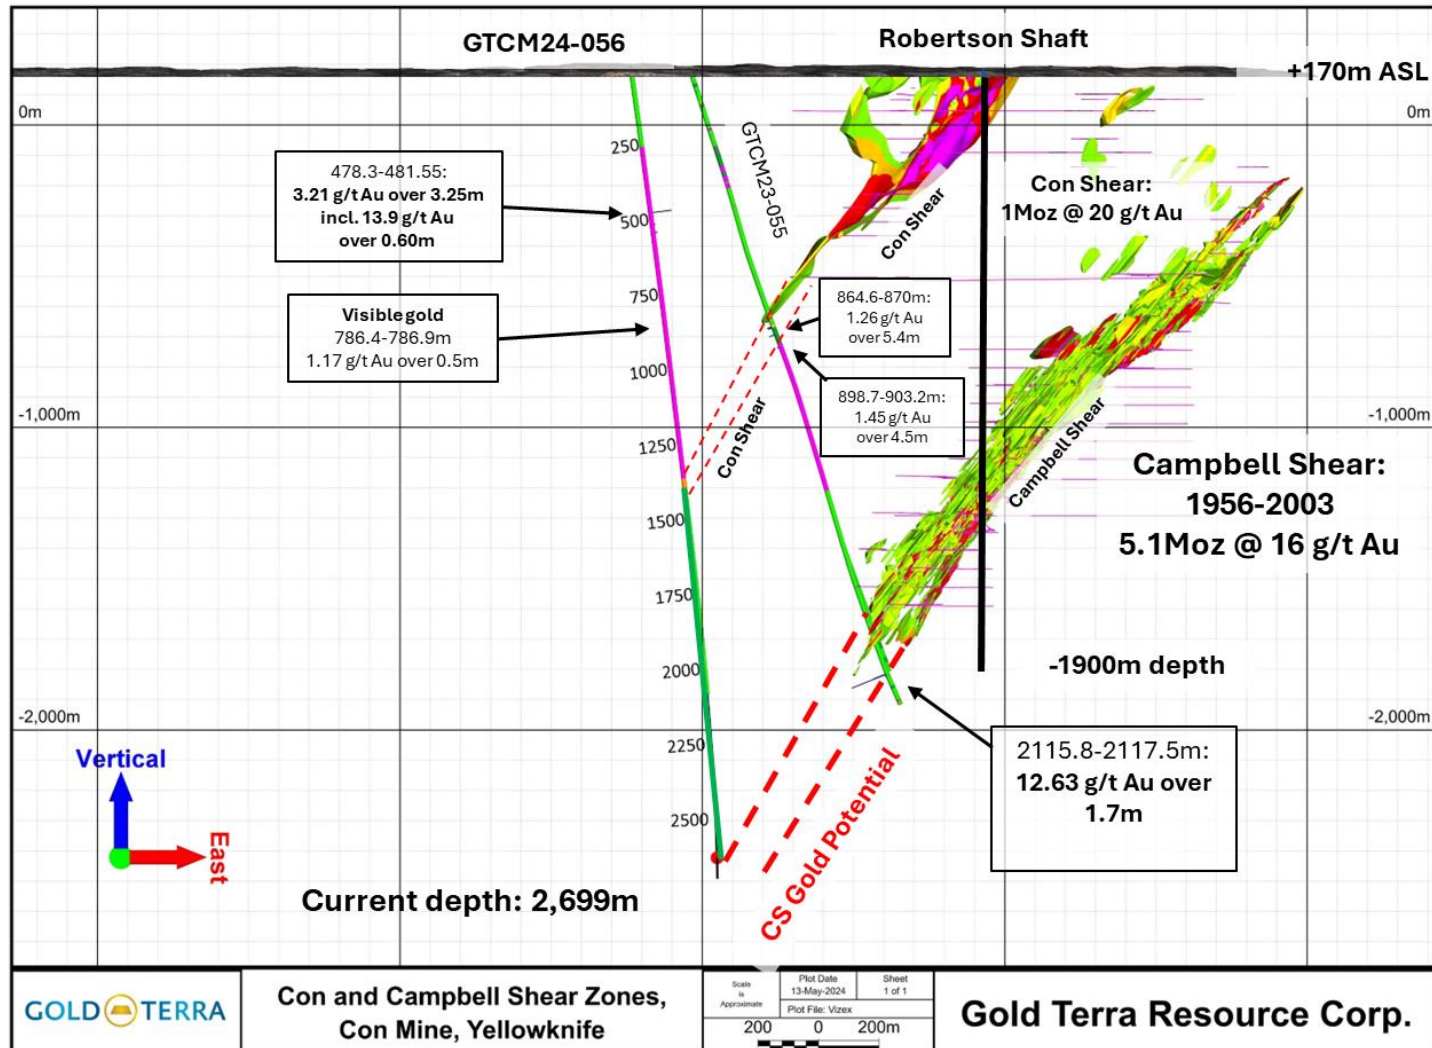 GTCM24-056
Robertson Shaft
+170m ASL
0m
0m
250
GTCM23-055
478.3-481.55:
3.21 g/t Au over 3.25m
incl. 13.9 g/t Au
over 0.60m
500
Con Shear
Con Shear:
1Moz @ 20 g/t Au
750
Visible gold
786.4-786.9m
1.17 g/t Au over 0.5m
864.6-870m:
1.26 g/t Au
over 5.4m
1000
898.7-903.2m:
1.45 g/t Au
over 4.5m
-1,000m
-1,000m
Con Shear
Campbell Shear
1250
Campbell Shear:
1956-2003
5.1Moz @ 16 g/t Au
1500
1750
2000
-1900m depth
-2,000m
-2,000m
2250
2115.8-2117.5m:
12.63 g/t Au over
1.7m
Vertical
East
2500
CS Gold Potential
Current depth: 2,699m
GOLD TERRA
Con and Campbell Shear Zones,
Con Mine, Yellowknife
Scale
is
Approximate
Plot Date
13-May-2024
Sheet
1 of 1
Plot File: Vizex
200 0 200m
Gold Terra Resource Corp.